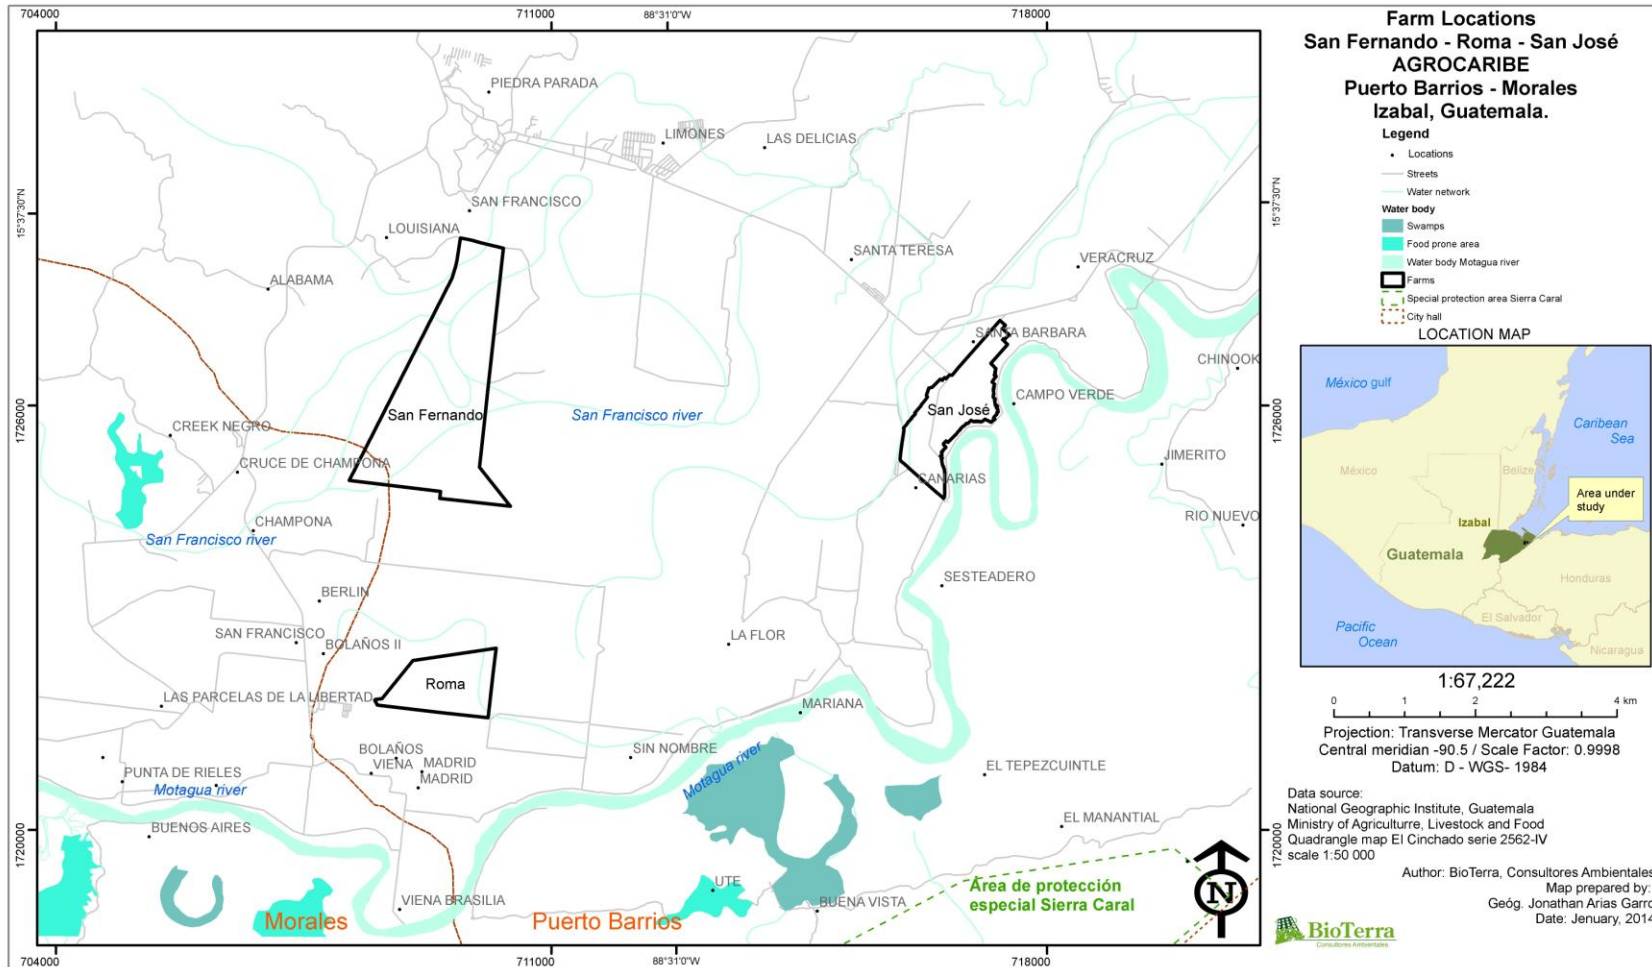 704000
711000
88°31'0"W
718000
15°37'30"N
15°37'30"N
1726000
1726000
1720000
1720000
704000
711000
88°31'0"W
718000
PIEDRA PARADA
LIMONES
LAS DELICIAS
SAN FRANCISCO
LOUISIANA
SANTA TERESA
VERACRUZ
ALABAMA
SANTA BARBARA
CHINOOK
CAMPO VERDE
San Fernando
San Francisco river
San José
CREEK NEGRO
CRUCE DE CHAMPONA
JIMERITO
CANARIAS
RIO NUEVO
CHAMPONA
San Francisco river
SESTEADERO
BERLIN
SAN FRANCISCO
BOLAÑOS II
LA FLOR
Roma
LAS PARCELAS DE LA LIBERTAD
MARIANA
SIN NOMBRE
BOLAÑOS
VIENA
MADRID
MADRID
Motagua river
EL TEPEZCUINTLE
PUNTA DE RIELES
Motagua river
BUENOS AIRES
EL MANANTIAL
UTE
BUENA VISTA
VIENA BRASILIA
Morales
Puerto Barrios
Área de protección
especial Sierra Caral
N
Farm Locations
San Fernando - Roma - San José
AGROCARIBE
Puerto Barrios - Morales
Izabal, Guatemala.
Legend
Locations
Streets
Water network
Water body
Swamps
Food prone area
Water body Motagua river
Farms
Special protection area Sierra Caral
City hall
LOCATION MAP
México gulf
Caribean
Sea
México
Belize
Area under
study
Izabal
Guatemala
Honduras
El Salvador
Pacific
Ocean
Nicaragua
1:67,222
0 1 2 4 km
Projection: Transverse Mercator Guatemala
Central meridian -90.5 / Scale Factor: 0.9998
Datum: D - WGS- 1984
Data source:
National Geographic Institute, Guatemala
Ministry of Agriculturre, Livestock and Food
Quadrangle map El Cinchado serie 2562-IV
scale 1:50 000
Author: BioTerra, Consultores Ambientales
Map prepared by:
Geóg. Jonathan Arias Garro
Date: Jenuary, 2014
BioTerra
Consultores Ambientales